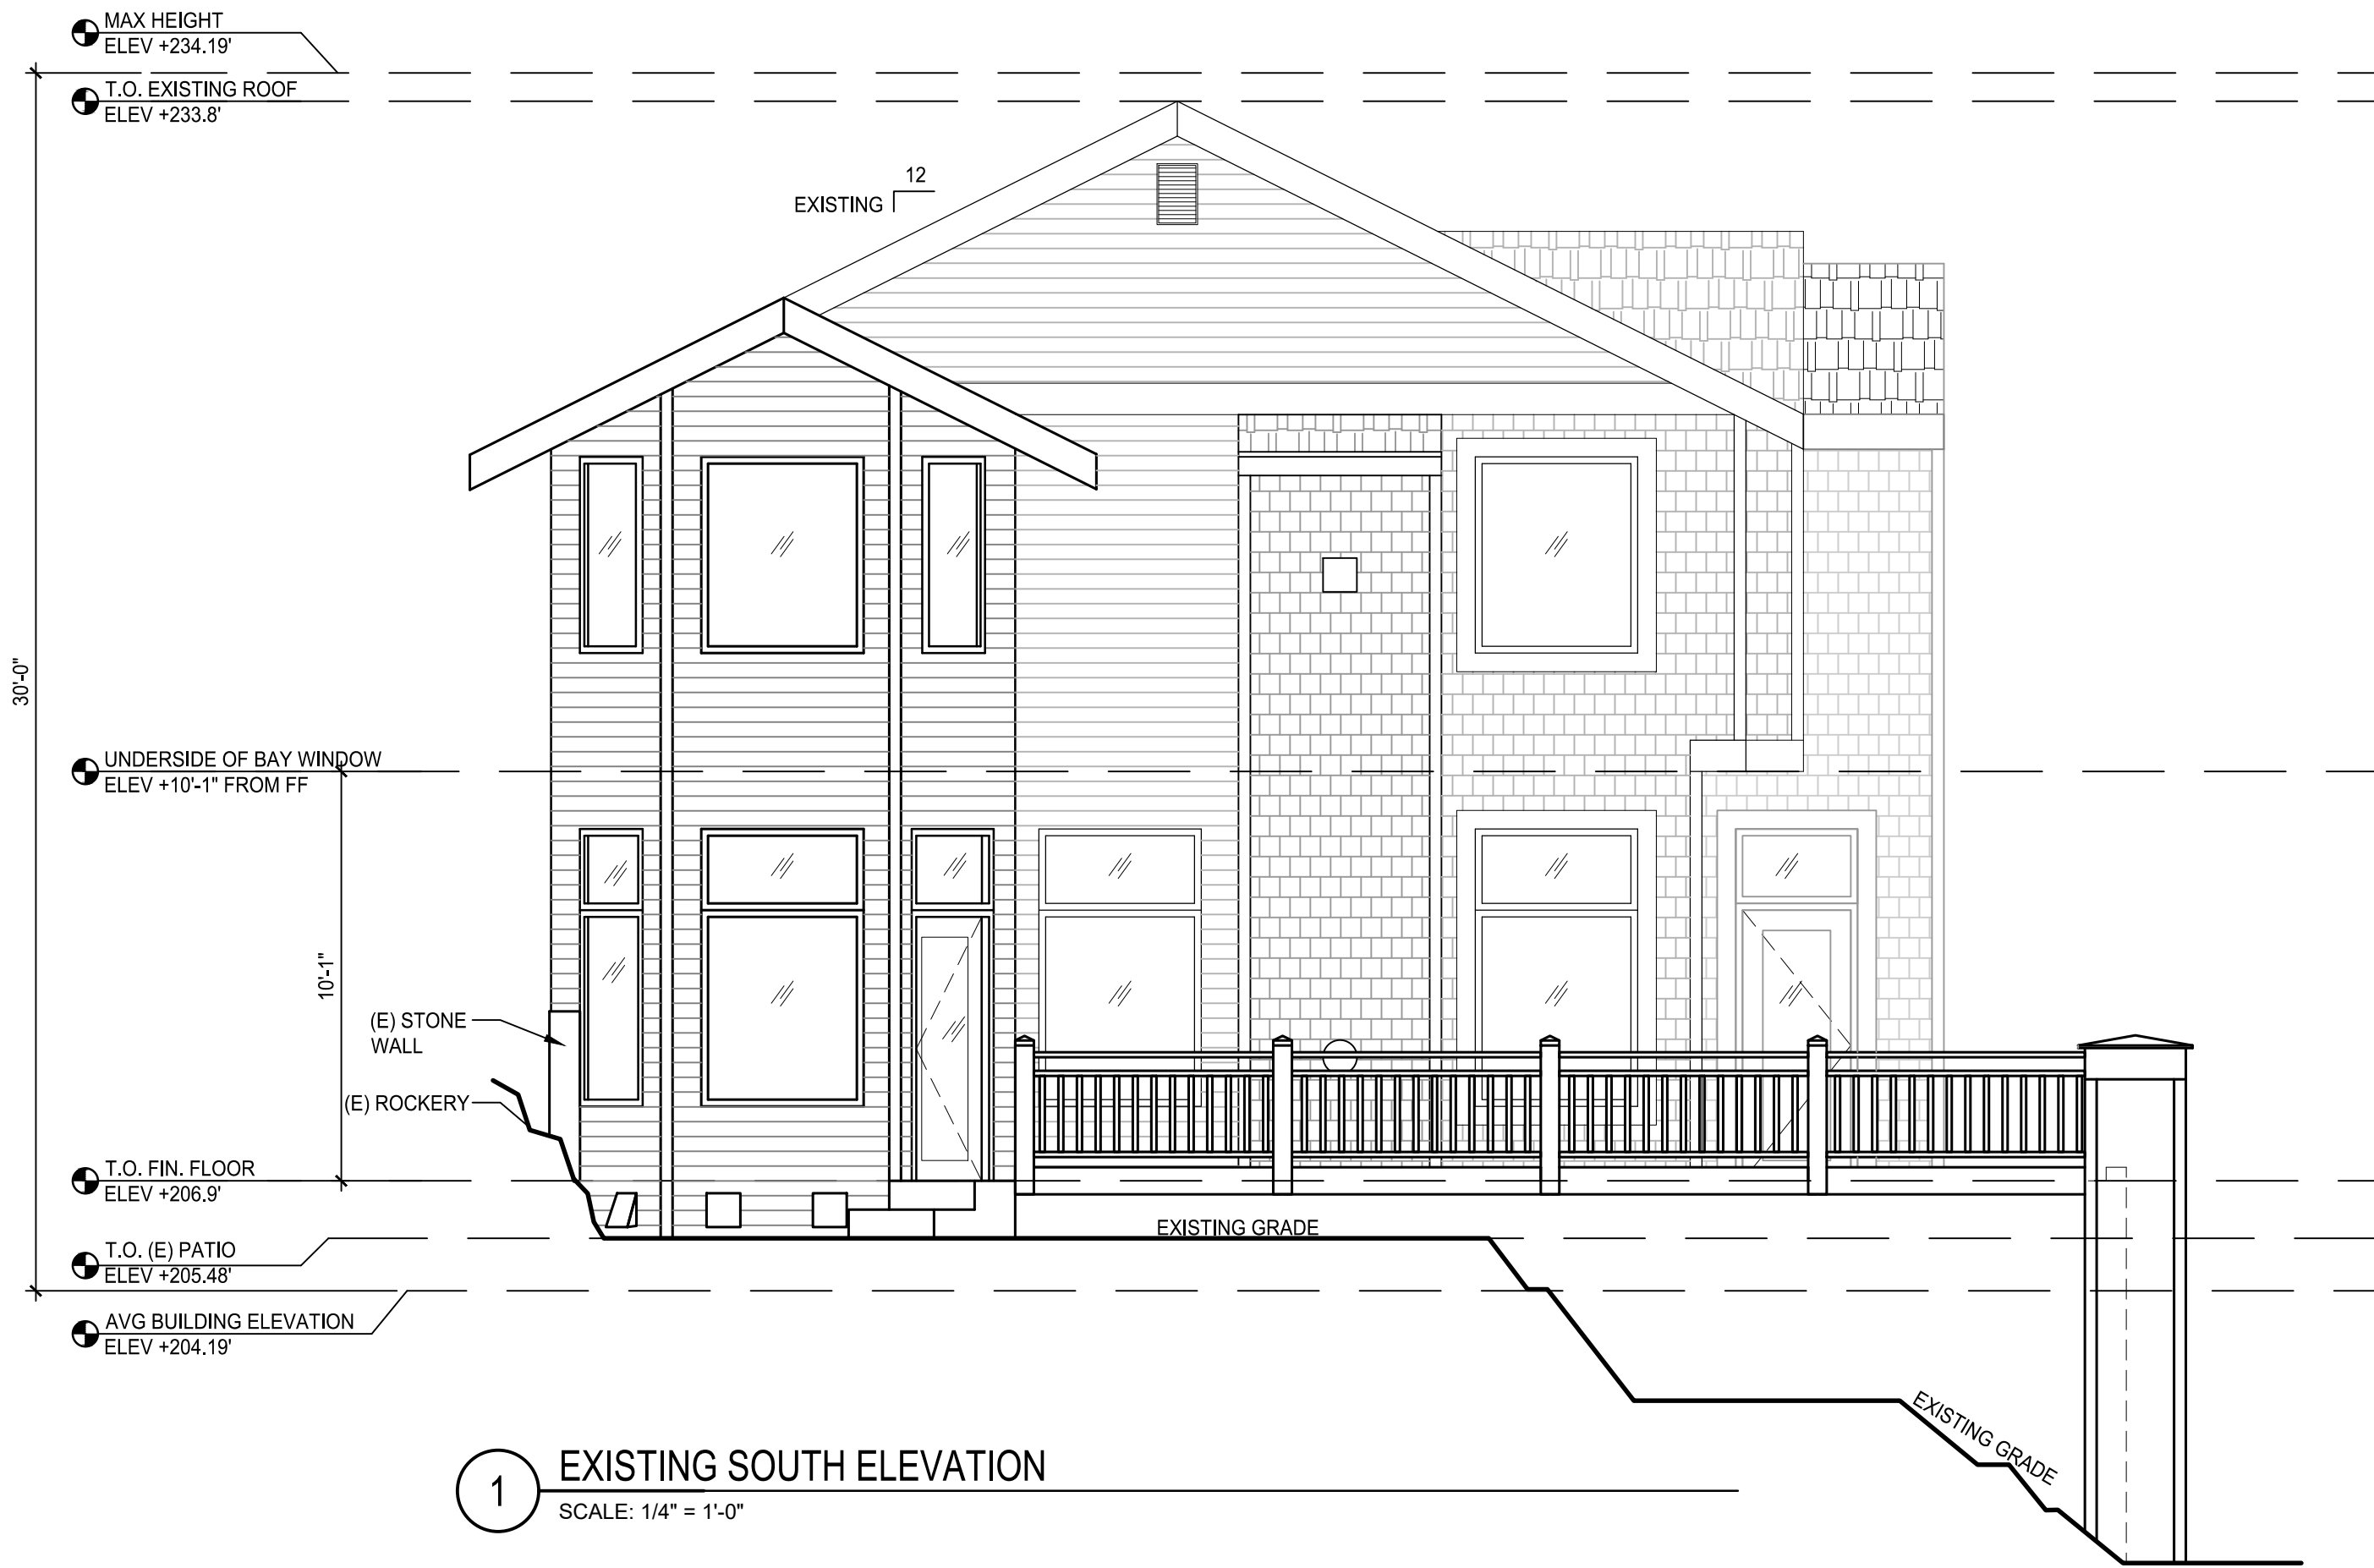 MAX HEIGHT
ELEV +234.19'
T.O. EXISTING ROOF
ELEV +233.8'
12
EXISTING
30'-0"
UNDERSIDE OF BAY WINDOW
ELEV +10'-1" FROM FF
10'-1"
(E) STONE
WALL
(E) ROCKERY
T.O. FIN. FLOOR
ELEV +206.9'
T.O. (E) PATIO
ELEV +205.48'
EXISTING GRADE
AVG BUILDING ELEVATION
ELEV +204.19'
EXISTING GRADE
1
EXISTING SOUTH ELEVATION
SCALE: 1/4" = 1'-0"